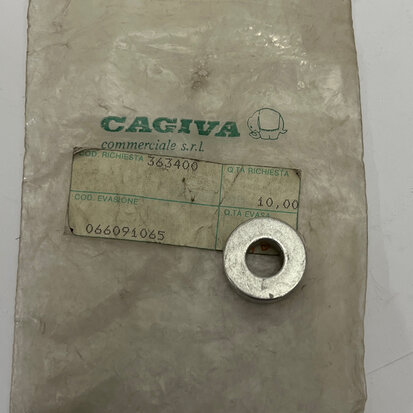 CAGIVA
commerciale s.r.l.
COD. RICHIESTA 363400
Q.TA RICHIESTA
10,00
COD. EVASIONE
Q.TA EVASA
066091065